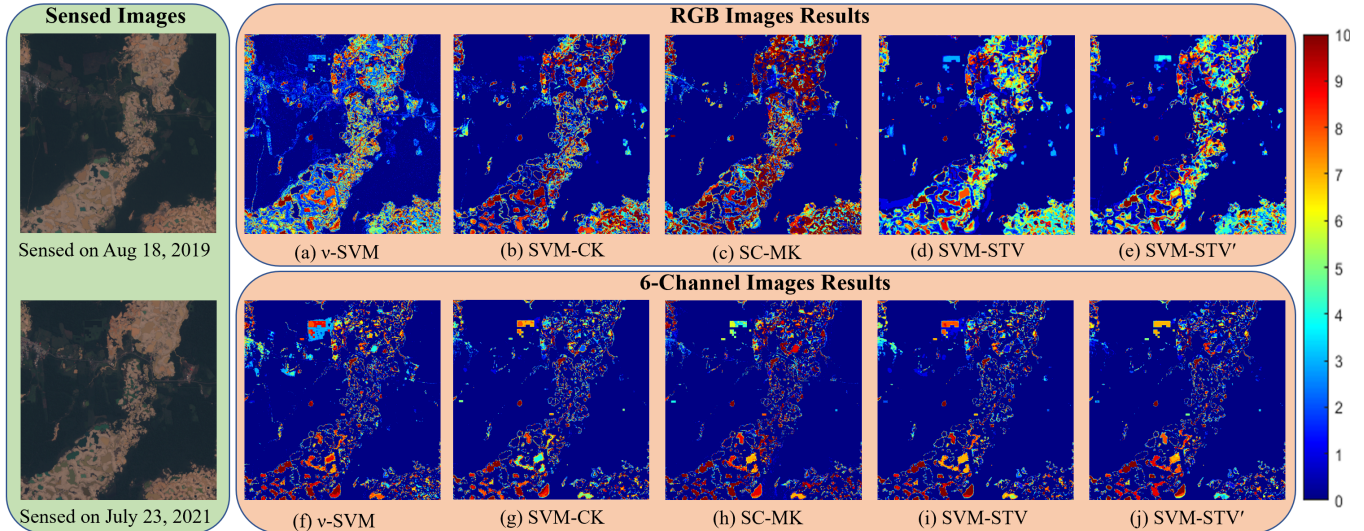 Sensed Images
Sensed on Aug 18, 2019
Sensed on July 23, 2021
RGB Images Results
(a) ν-SVM
(b) SVM-CK
(c) SC-MK
(d) SVM-STV
(e) SVM-STV′
6-Channel Images Results
(f) ν-SVM
(g) SVM-CK
(h) SC-MK
(i) SVM-STV
(j) SVM-STV′
10
9
8
7
6
5
4
3
2
1
0